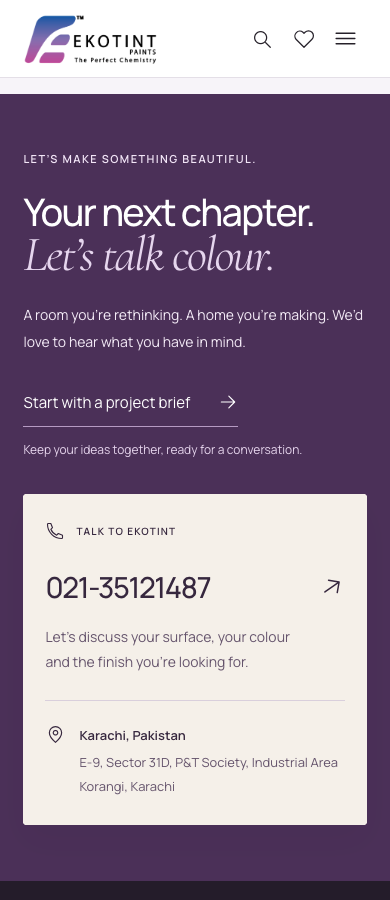 EKOTINT™
PAINTS
The Perfect Chemistry
LET’S MAKE SOMETHING BEAUTIFUL.
Your next chapter.
Let’s talk colour.
A room you’re rethinking. A home you’re making. We’d
love to hear what you have in mind.
Start with a project brief
Keep your ideas together, ready for a conversation.
TALK TO EKOTINT
021-35121487
Let’s discuss your surface, your colour
and the finish you’re looking for.
Karachi, Pakistan
E-9, Sector 31D, P&T Society, Industrial Area
Korangi, Karachi